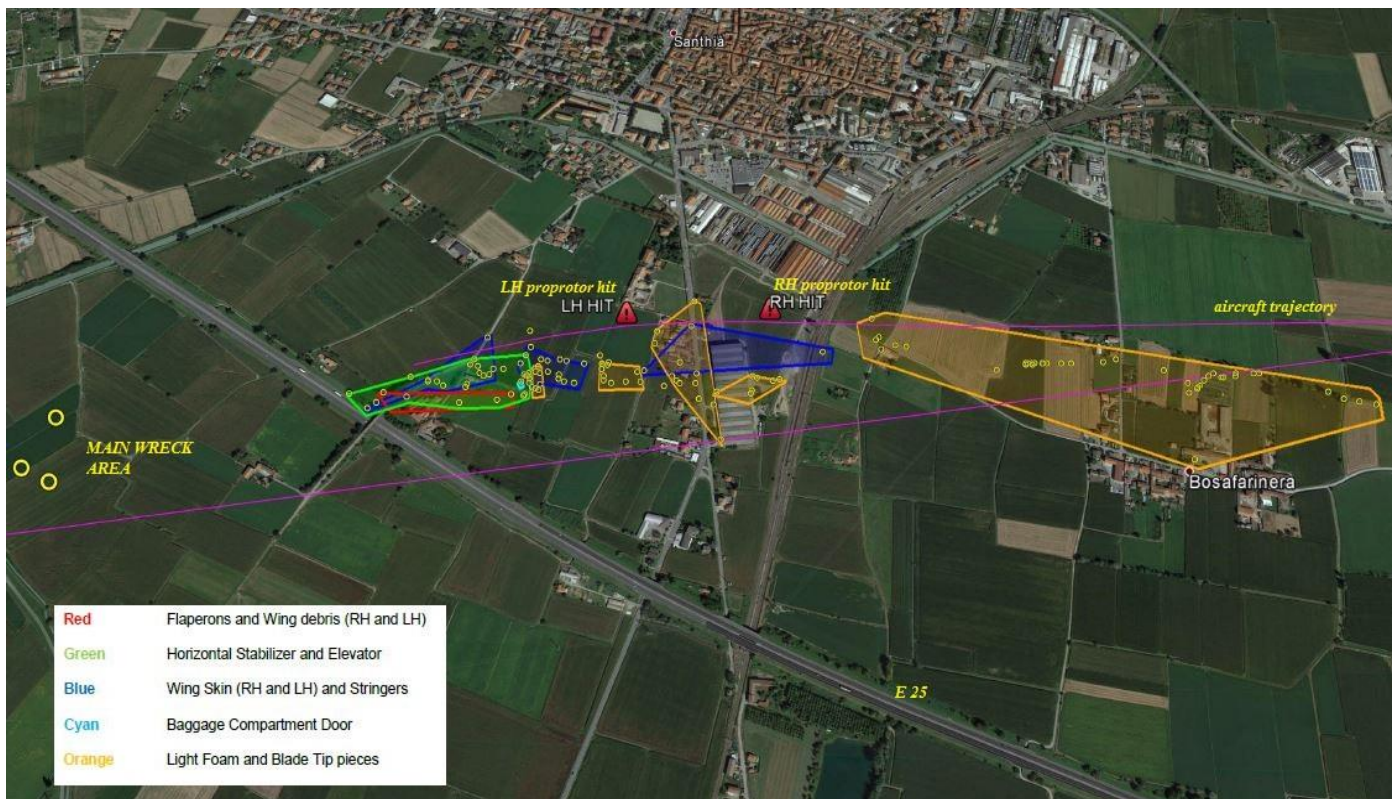 Santhià
LH proprotor hit
RH proprotor hit
LH HIT
RH HIT
aircraft trajectory
MAIN WRECK
AREA
Bosafarinera
E 25
Red Flaperons and Wing debris (RH and LH)
Green Horizontal Stabilizer and Elevator
Blue Wing Skin (RH and LH) and Stringers
Cyan Baggage Compartment Door
Orange Light Foam and Blade Tip pieces